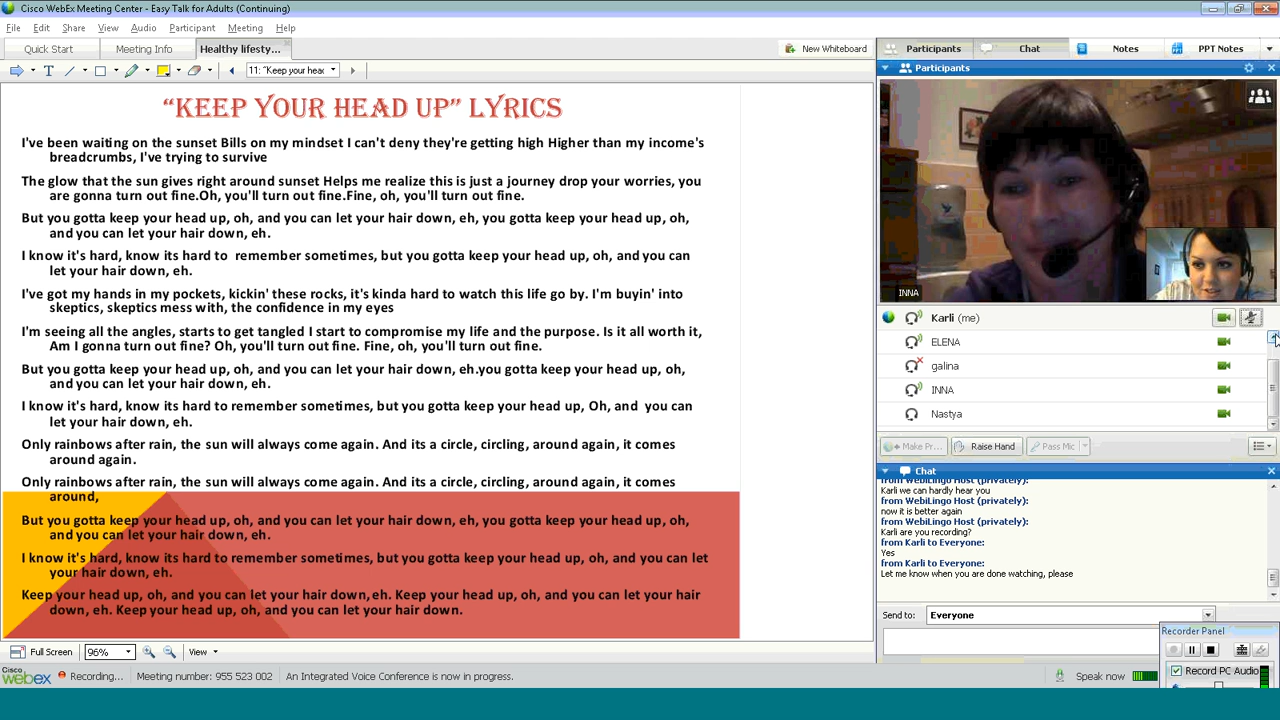 Cisco WebEx Meeting Center - Easy Talk for Adults (Continuing)
File Edit Share View Audio Participant Meeting Help
Quick Start Meeting Info Healthy lifesty... New Whiteboard
Participants Chat Notes PPT Notes
T 11: "Keep your head
Participants
“KEEP YOUR HEAD UP” LYRICS
I've been waiting on the sunset Bills on my mindset I can't deny they're getting high Higher than my income's
breadcrumbs, I've trying to survive
The glow that the sun gives right around sunset Helps me realize this is just a journey drop your worries, you
are gonna turn out fine.Oh, you'll turn out fine.Fine, oh, you'll turn out fine.
But you gotta keep your head up, oh, and you can let your hair down, eh, you gotta keep your head up, oh,
and you can let your hair down, eh.
I know it's hard, know its hard to  remember sometimes, but you gotta keep your head up, oh, and you can
let your hair down, eh.
I've got my hands in my pockets, kickin' these rocks, it's kinda hard to watch this life go by. I'm buyin' into
skeptics, skeptics mess with, the confidence in my eyes
I'm seeing all the angles, starts to get tangled I start to compromise my life and the purpose. Is it all worth it,
Am I gonna turn out fine? Oh, you'll turn out fine. Fine, oh, you'll turn out fine.
But you gotta keep your head up, oh, and you can let your hair down, eh.you gotta keep your head up, oh,
and you can let your hair down, eh.
I know it's hard, know its hard to remember sometimes, but you gotta keep your head up, Oh, and  you can
let your hair down, eh.
Only rainbows after rain, the sun will always come again. And its a circle, circling, around again, it comes
around again.
Only rainbows after rain, the sun will always come again. And its a circle, circling, around again, it comes
around,
But you gotta keep your head up, oh, and you can let your hair down, eh, you gotta keep your head up, oh,
and you can let your hair down, eh.
I know it's hard, know its hard to remember sometimes, but you gotta keep your head up, oh, and you can let
your hair down, eh.
Keep your head up, oh, and you can let your hair down, eh. Keep your head up, oh, and you can let your hair
down, eh. Keep your head up, oh, and you can let your hair down.
INNA
Karli (me)
ELENA
galina
INNA
Nastya
Make Pr... Raise Hand Pass Mic
Chat
from WebiLingo Host (privately):
Karli we can hardly hear you
from WebiLingo Host (privately):
now it is better again
from WebiLingo Host (privately):
Karli are you recording?
from Karli to Everyone:
Yes
from Karli to Everyone:
Let me know when you are done watching, please
Send to: Everyone
Recorder Panel
Record PC Audio
Full Screen 96% View
Cisco webex Recording... Meeting number: 955 523 002 An Integrated Voice Conference is now in progress. Speak now